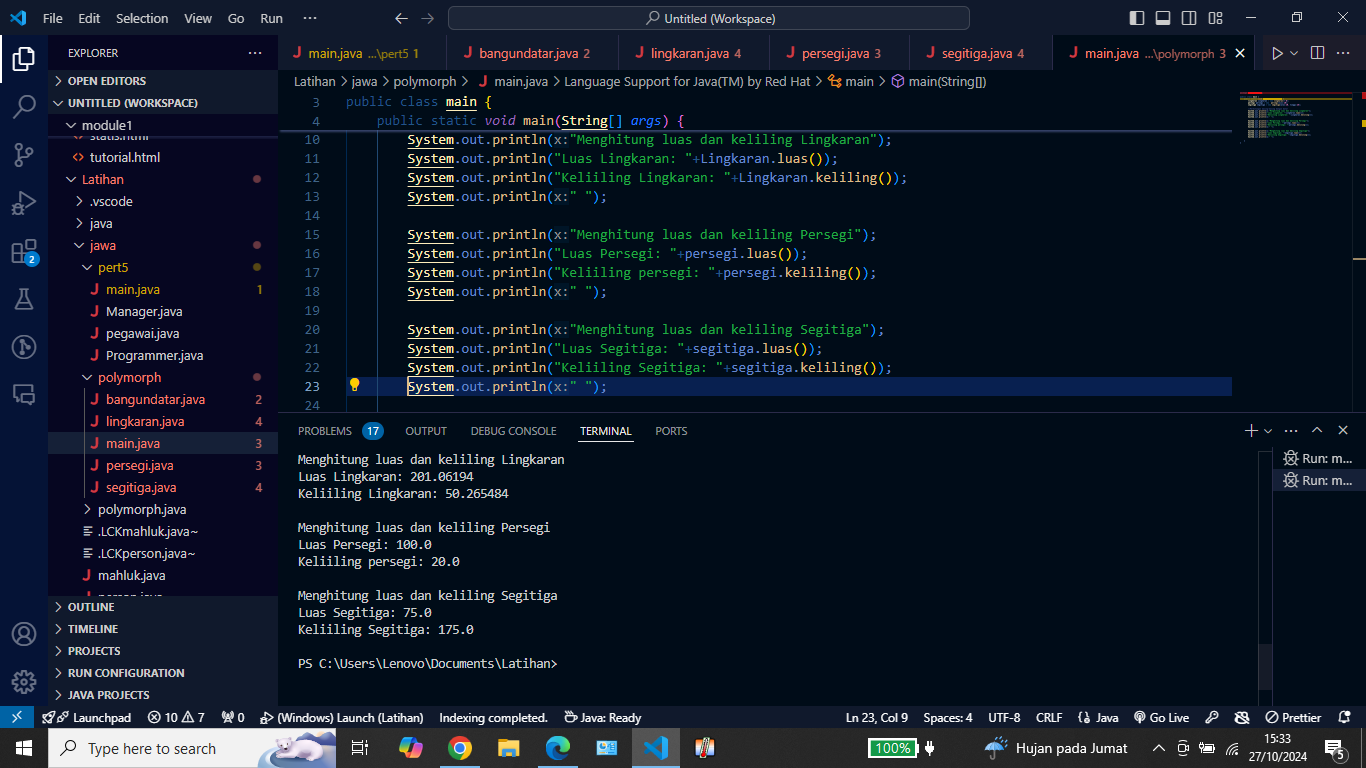 File Edit Selection View Go Run ··· Untitled (Workspace)
EXPLORER ···
main.java ...\pert5 1 bangundatar.java 2 lingkaran.java 4 persegi.java 3 segitiga.java 4 main.java ...\polymorph 3
OPEN EDITORS
UNTITLED (WORKSPACE)
module1
tutorial.html
Latihan
.vscode
java
jawa
pert5
main.java 1
Manager.java
pegawai.java
Programmer.java
polymorph
bangundatar.java 2
lingkaran.java 4
main.java 3
persegi.java 3
segitiga.java 4
polymorph.java
.LCKmahluk.java~
.LCKperson.java~
mahluk.java
OUTLINE
TIMELINE
PROJECTS
RUN CONFIGURATION
JAVA PROJECTS
2
Latihan > jawa > polymorph > main.java > Language Support for Java(TM) by Red Hat > main > main(String[])
3 public class main {
4 public static void main(String[] args) {
10 System.out.println(x:"Menghitung luas dan keliling Lingkaran");
11 System.out.println("Luas Lingkaran: "+Lingkaran.luas());
12 System.out.println("Keliiling Lingkaran: "+Lingkaran.keliling());
13 System.out.println(x:" ");
14
15 System.out.println(x:"Menghitung luas dan keliling Persegi");
16 System.out.println("Luas Persegi: "+persegi.luas());
17 System.out.println("Keliiling persegi: "+persegi.keliling());
18 System.out.println(x:" ");
19
20 System.out.println(x:"Menghitung luas dan keliling Segitiga");
21 System.out.println("Luas Segitiga: "+segitiga.luas());
22 System.out.println("Keliiling Segitiga: "+segitiga.keliling());
23 System.out.println(x:" ");
24
PROBLEMS 17 OUTPUT DEBUG CONSOLE TERMINAL PORTS
Menghitung luas dan keliling Lingkaran
Luas Lingkaran: 201.06194
Keliiling Lingkaran: 50.265484
Menghitung luas dan keliling Persegi
Luas Persegi: 100.0
Keliiling persegi: 20.0
Menghitung luas dan keliling Segitiga
Luas Segitiga: 75.0
Keliiling Segitiga: 175.0
PS C:\Users\Lenovo\Documents\Latihan>
Run: m...
Run: m...
Launchpad 10 7 0 (Windows) Launch (Latihan) Indexing completed. Java: Ready Ln 23, Col 9 Spaces: 4 UTF-8 CRLF Java Go Live Prettier
Type here to search 100% Hujan pada Jumat 15:33
27/10/2024 5